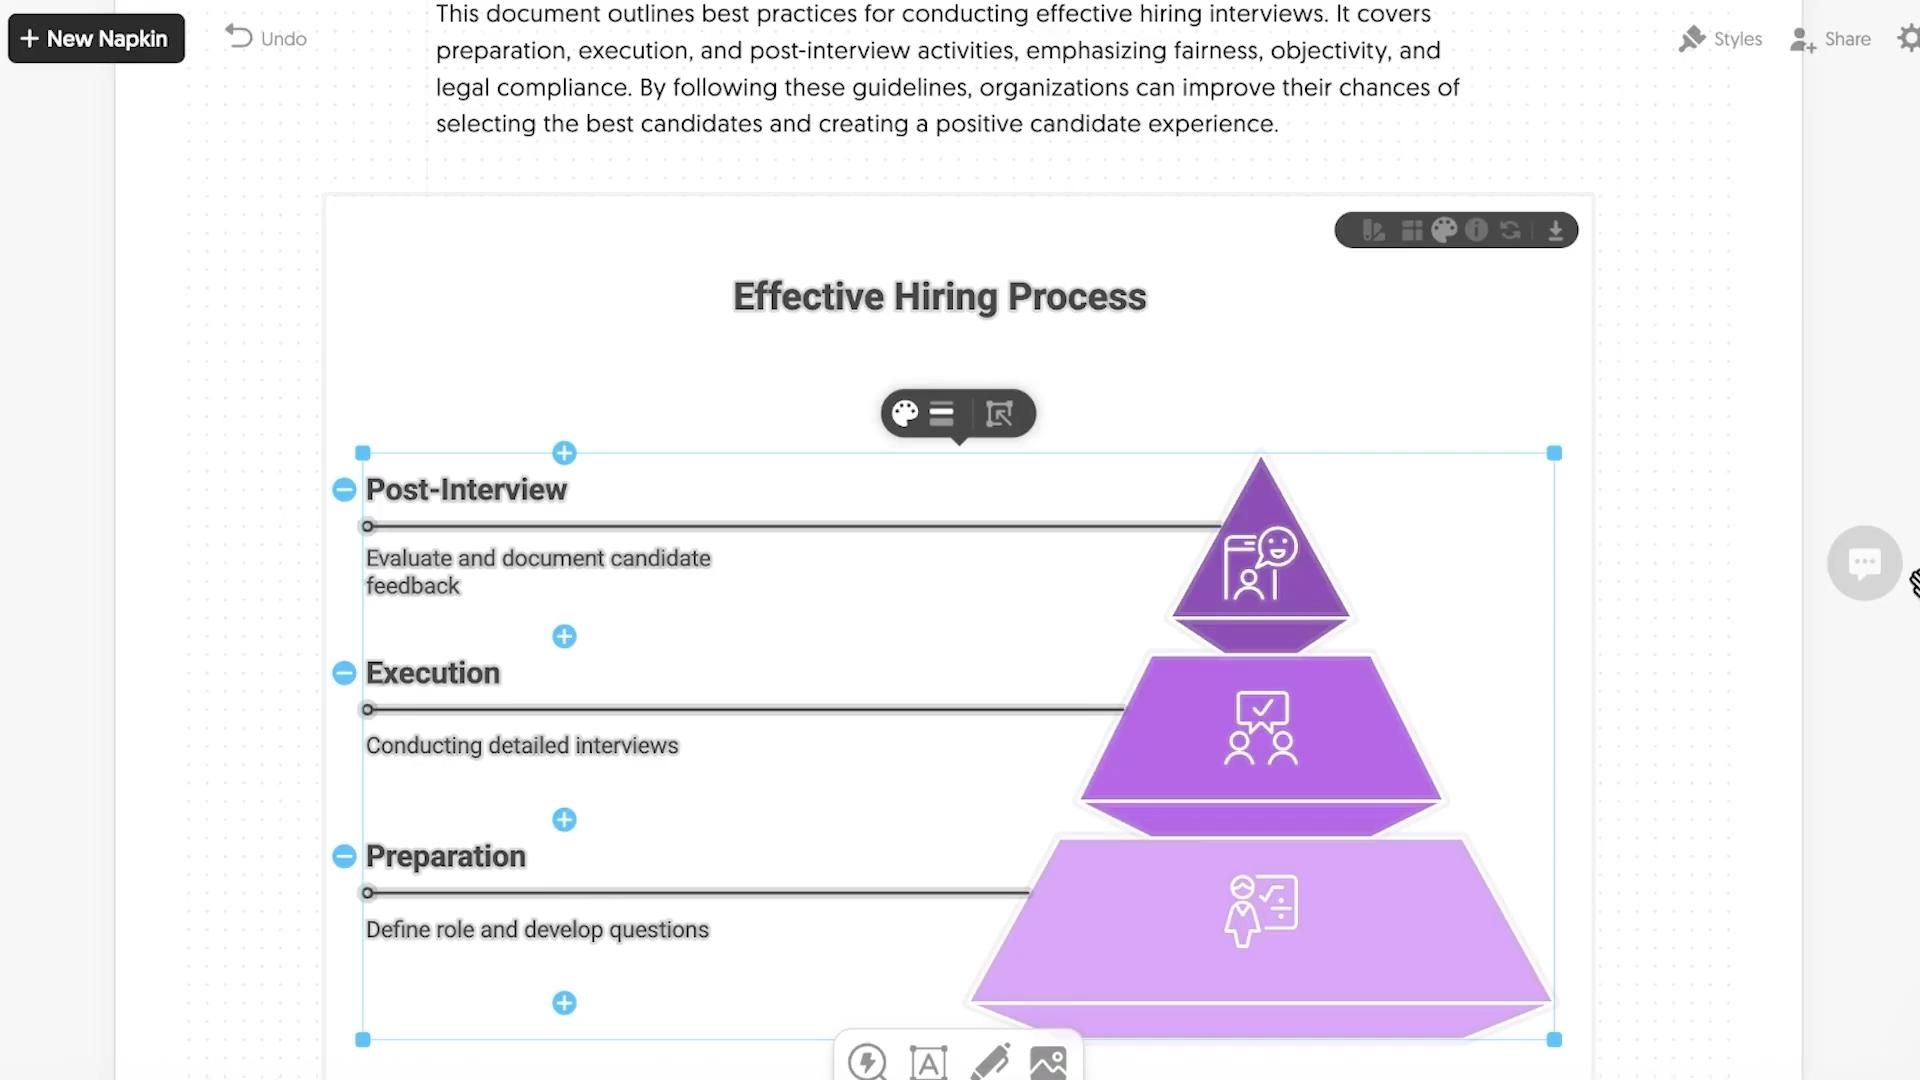 This document outlines best practices for conducting effective hiring interviews. It covers
+ New Napkin
Undo
Styles
Share
preparation, execution, and post-interview activities, emphasizing fairness, objectivity, and
legal compliance. By following these guidelines, organizations can improve their chances of
selecting the best candidates and creating a positive candidate experience.
Effective Hiring Process
Post-Interview
Evaluate and document candidate
feedback
Execution
Conducting detailed interviews
Preparation
Define role and develop questions